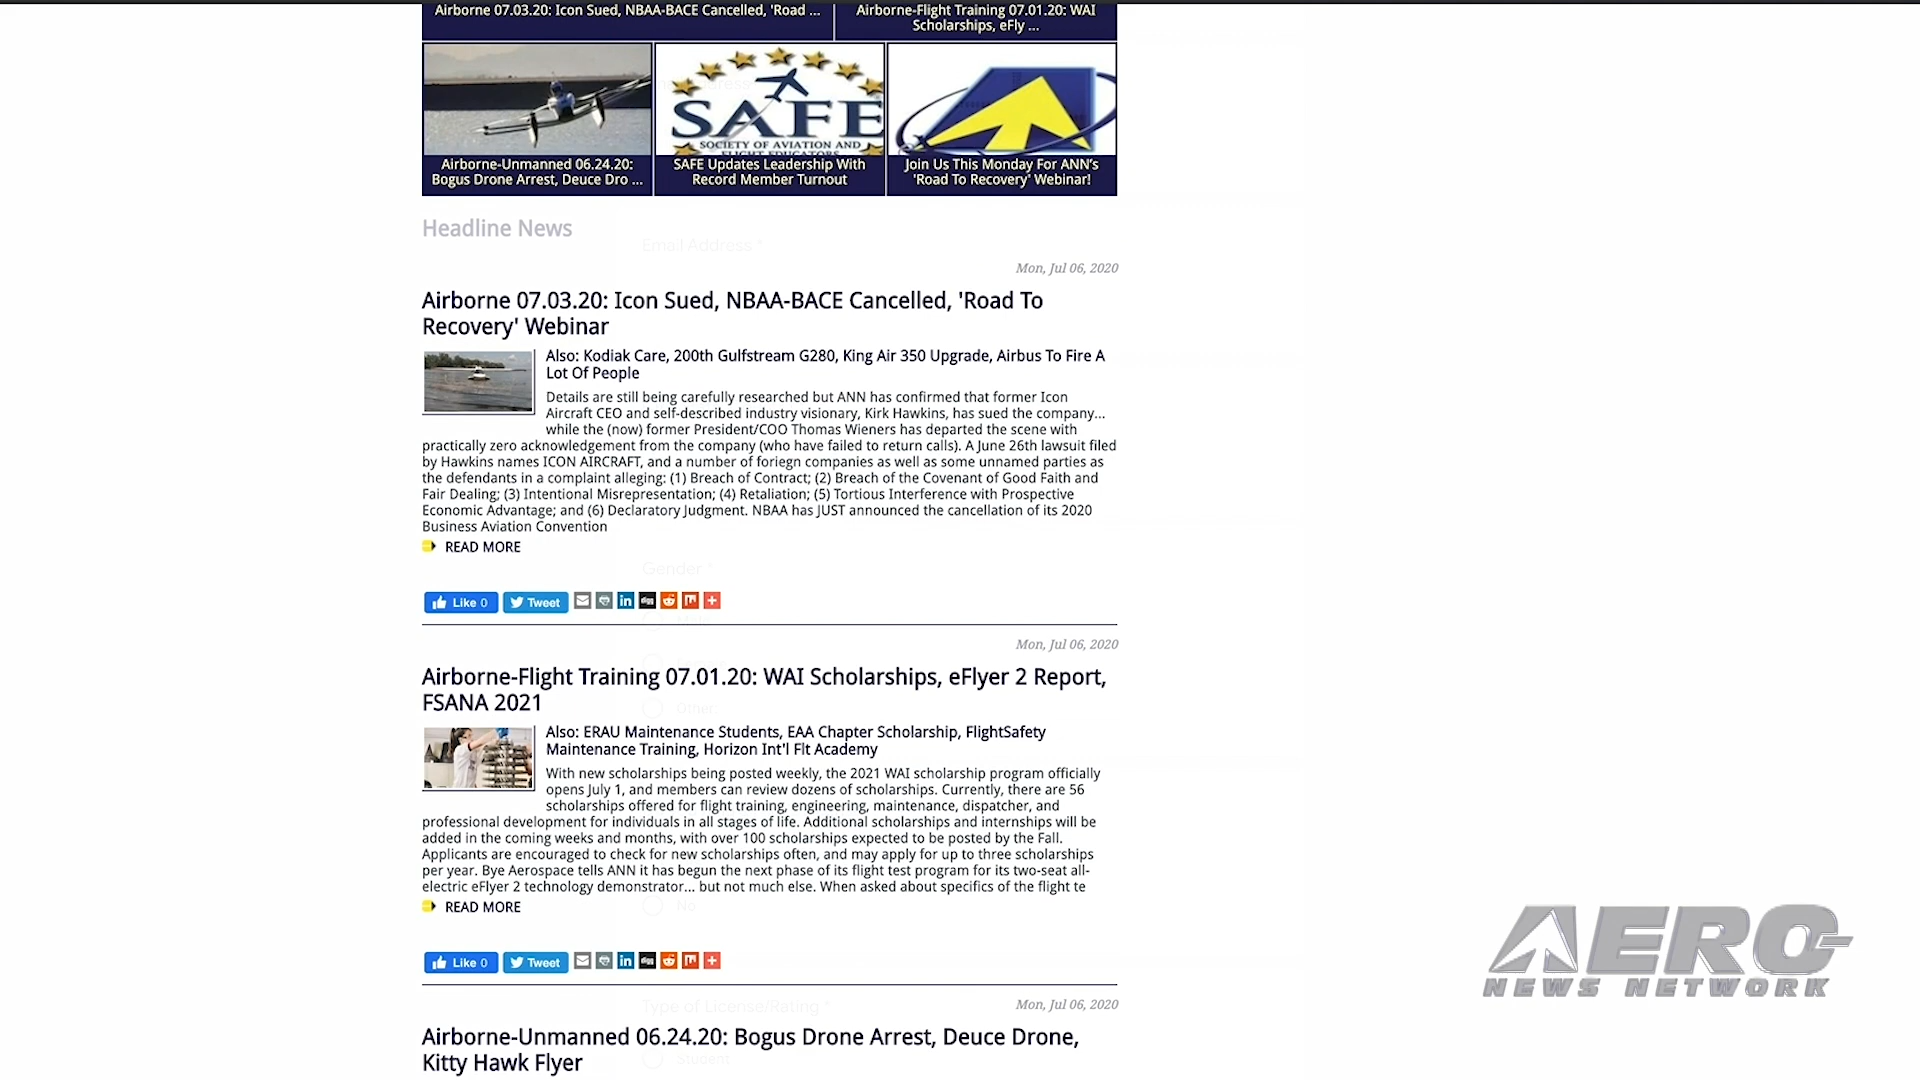 Airborne 07.03.20: Icon Sued, NBAA-BACE Cancelled, 'Road ...
Airborne-Flight Training 07.01.20: WAI
Scholarships, eFly ...
SAFE
SOCIETY OF AVIATION AND
FLIGHT EDUCATORS
Airborne-Unmanned 06.24.20:
Bogus Drone Arrest, Deuce Dro ...
SAFE Updates Leadership With
Record Member Turnout
Join Us This Monday For ANN's
'Road To Recovery' Webinar!
Headline News
Email Address *
Mon, Jul 06, 2020
Airborne 07.03.20: Icon Sued, NBAA-BACE Cancelled, 'Road To
Recovery' Webinar
Also: Kodiak Care, 200th Gulfstream G280, King Air 350 Upgrade, Airbus To Fire A
Lot Of People
Details are still being carefully researched but ANN has confirmed that former Icon
Aircraft CEO and self-described industry visionary, Kirk Hawkins, has sued the company...
while the (now) former President/COO Thomas Wieners has departed the scene with
practically zero acknowledgement from the company (who have failed to return calls). A June 26th lawsuit filed
by Hawkins names ICON AIRCRAFT, and a number of foriegn companies as well as some unnamed parties as
the defendants in a complaint alleging: (1) Breach of Contract; (2) Breach of the Covenant of Good Faith and
Fair Dealing; (3) Intentional Misrepresentation; (4) Retaliation; (5) Tortious Interference with Prospective
Economic Advantage; and (6) Declaratory Judgment. NBAA has JUST announced the cancellation of its 2020
Business Aviation Convention
READ MORE
Gender *
Like 0
Tweet
Mon, Jul 06, 2020
Airborne-Flight Training 07.01.20: WAI Scholarships, eFlyer 2 Report,
FSANA 2021
Other:
Also: ERAU Maintenance Students, EAA Chapter Scholarship, FlightSafety
Maintenance Training, Horizon Int'l Flt Academy
With new scholarships being posted weekly, the 2021 WAI scholarship program officially
opens July 1, and members can review dozens of scholarships. Currently, there are 56
scholarships offered for flight training, engineering, maintenance, dispatcher, and
professional development for individuals in all stages of life. Additional scholarships and internships will be
added in the coming weeks and months, with over 100 scholarships expected to be posted by the Fall.
Applicants are encouraged to check for new scholarships often, and may apply for up to three scholarships
per year. Bye Aerospace tells ANN it has begun the next phase of its flight test program for its two-seat all-
electric eFlyer 2 technology demonstrator... but not much else. When asked about specifics of the flight te
READ MORE
No
Like 0
Tweet
AERO
NEWS NETWORK
Type of License/Rating *
Mon, Jul 06, 2020
Airborne-Unmanned 06.24.20: Bogus Drone Arrest, Deuce Drone,
Kitty Hawk Flyer
Student